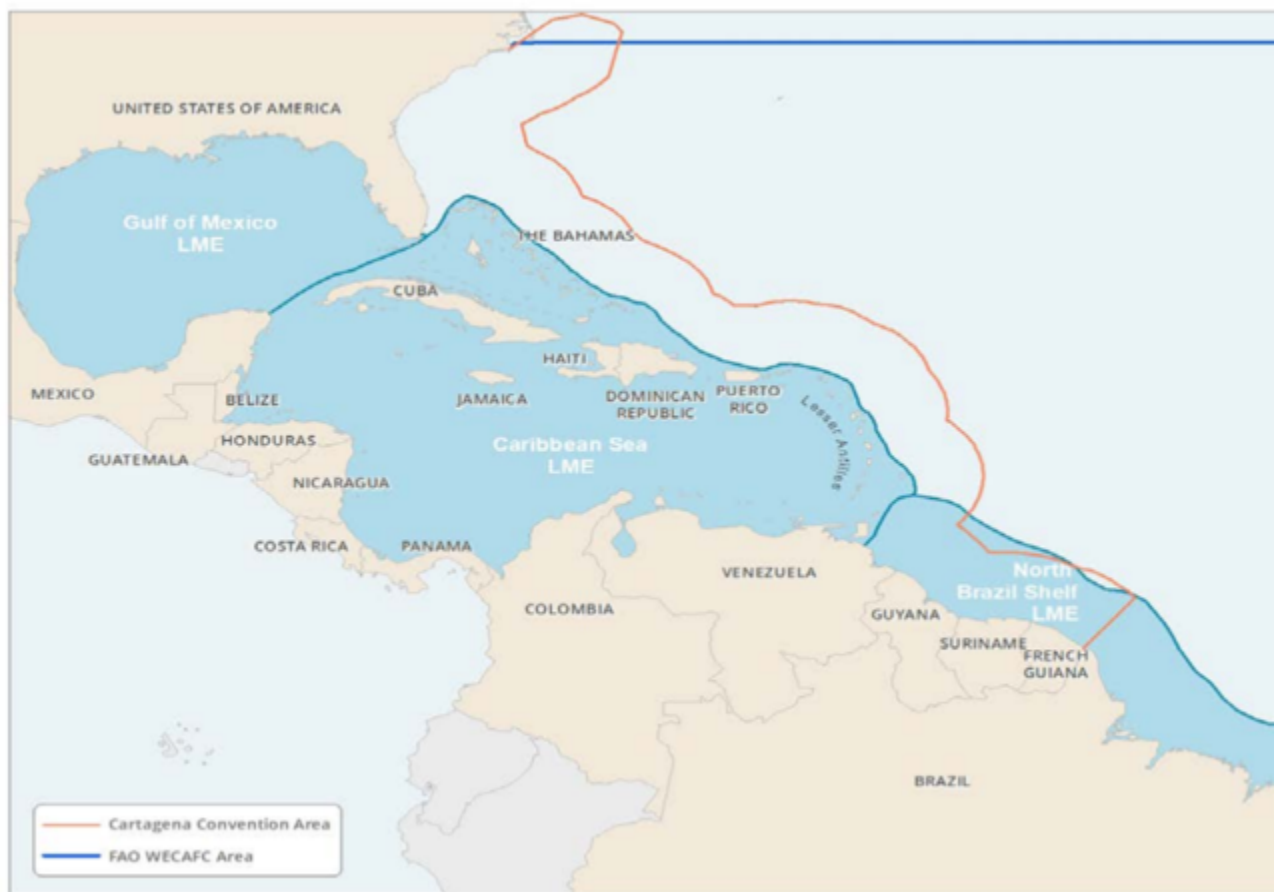 UNITED STATES OF AMERICA
Gulf of Mexico
LME
THE BAHAMAS
CUBA
HAITI
MEXICO
BELIZE
JAMAICA
DOMINICAN
REPUBLIC
PUERTO
RICO
Lesser Antilles
HONDURAS
GUATEMALA
Caribbean Sea
LME
NICARAGUA
COSTA RICA
PANAMA
VENEZUELA
North
Brazil Shelf
LME
COLOMBIA
GUYANA
SURINAME
FRENCH
GUIANA
BRAZIL
Cartagena Convention Area
FAO WECAFC Area